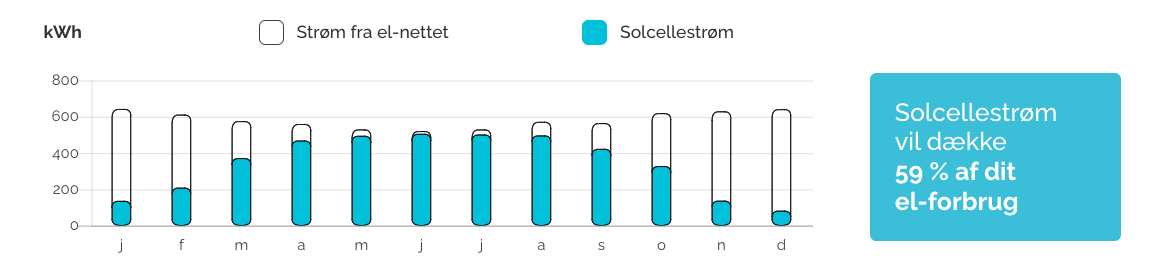 kWh
Strøm fra el-nettet
Solcellestrøm
800
600
400
200
0
j f m a m j j a s o n d
Solcellestrøm
vil dække
59 % af dit
el-forbrug